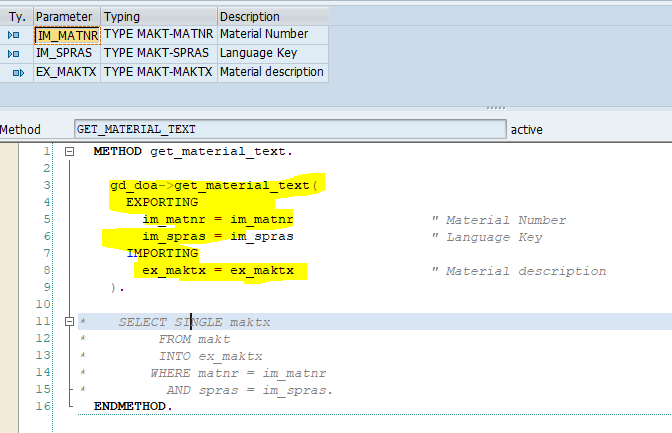 Ty. Parameter Typing Description
IM_MATNR TYPE MAKT-MATNR Material Number
IM_SPRAS TYPE MAKT-SPRAS Language Key
EX_MAKTX TYPE MAKT-MAKTX Material description
Method GET_MATERIAL_TEXT active
1 METHOD get_material_text.
2
3 gd_doa->get_material_text(
4 EXPORTING
5 im_matnr = im_matnr " Material Number
6 im_spras = im_spras " Language Key
7 IMPORTING
8 ex_maktx = ex_maktx " Material description
9 ).
10
11 * SELECT SINGLE maktx
12 * FROM makt
13 * INTO ex_maktx
14 * WHERE matnr = im_matnr
15 * AND spras = im_spras.
16 ENDMETHOD.